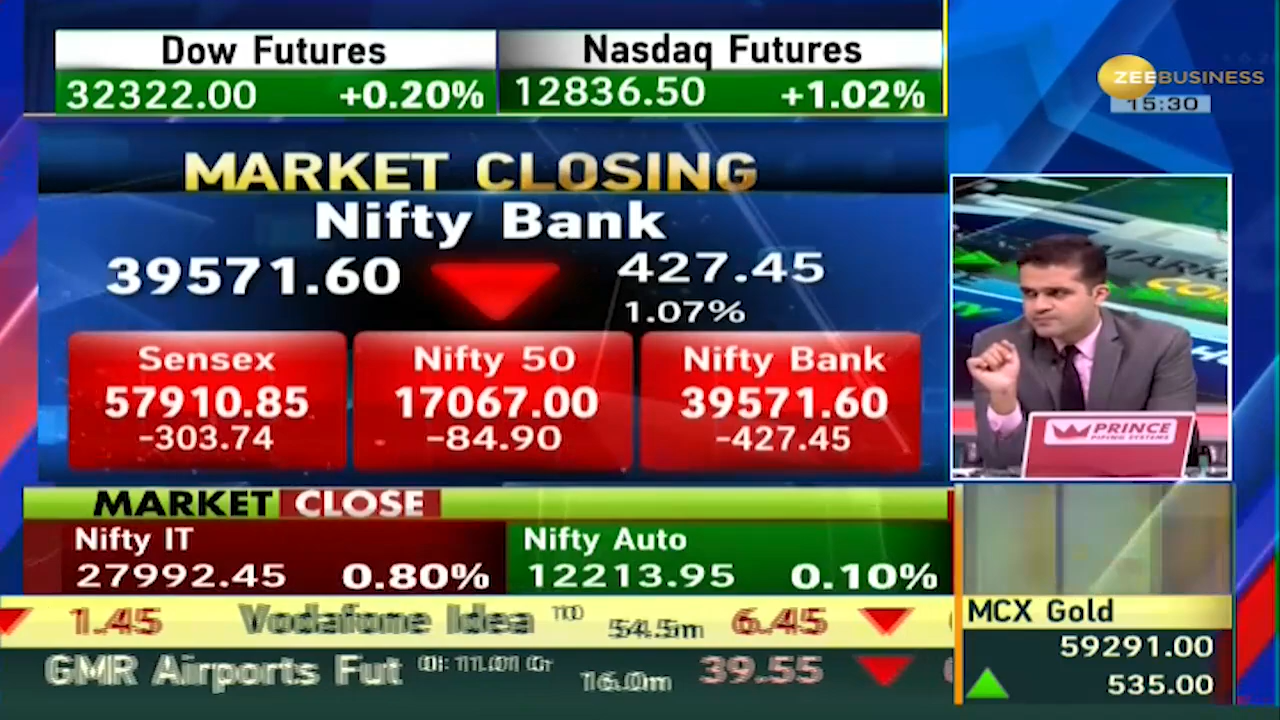 Dow Futures
32322.00 +0.20%
Nasdaq Futures
12836.50 +1.02%
ZEEBUSINESS
15:30
MARKET CLOSING
Nifty Bank
39571.60 427.45
1.07%
Sensex
57910.85
-303.74
Nifty 50
17067.00
-84.90
Nifty Bank
39571.60
-427.45
PRINCE
PIPING SYSTEMS
MARKET CLOSE
Nifty IT
27992.45 0.80%
Nifty Auto
12213.95 0.10%
1.45 Vodafone Idea 54.5m 6.45
GMR Airports Fut 16.0m 39.55
MCX Gold
59291.00
535.00